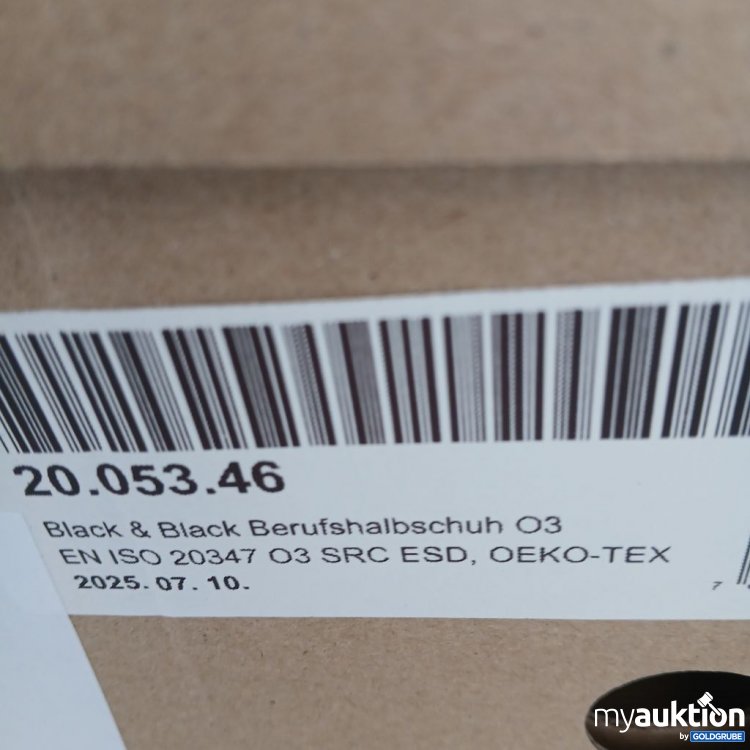 20.053.46
Black & Black Berufshalbschuh O3
EN ISO 20347 O3 SRC ESD, OEKO-TEX
2025.07.10.
7
myauktion
by GOLDGRUBE